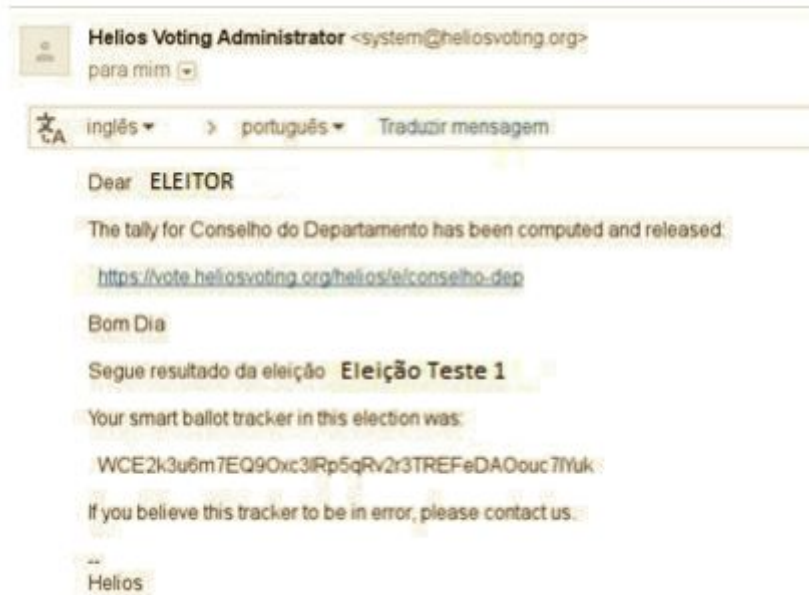 Helios Voting Administrator <system@heliosvoting.org>
para mim
inglês > português Traduzir mensagem
Dear ELEITOR
The tally for Conselho do Departamento has been computed and released:
https://vote.heliosvoting.org/helios/e/conselho-dep
Bom Dia
Segue resultado da eleição Eleição Teste 1
Your smart ballot tracker in this election was:
If you believe this tracker to be in error, please contact us.
--
Helios